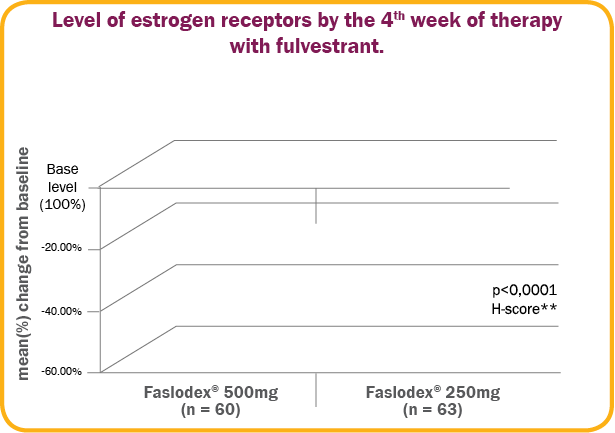 Level of estrogen receptors by the 4th week of therapy
with fulvestrant.
mean(%) change from baseline
Base
level
(100%)
-20.00%
-40.00%
-60.00%
p<0,0001
H-score**
Faslodex® 500mg
(n = 60)
Faslodex® 250mg
(n = 63)